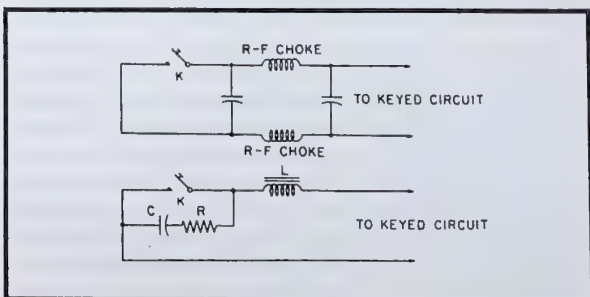 R-F CHOKE
K
TO KEYED CIRCUIT
R-F CHOKE
L
K
C
R
TO KEYED CIRCUIT